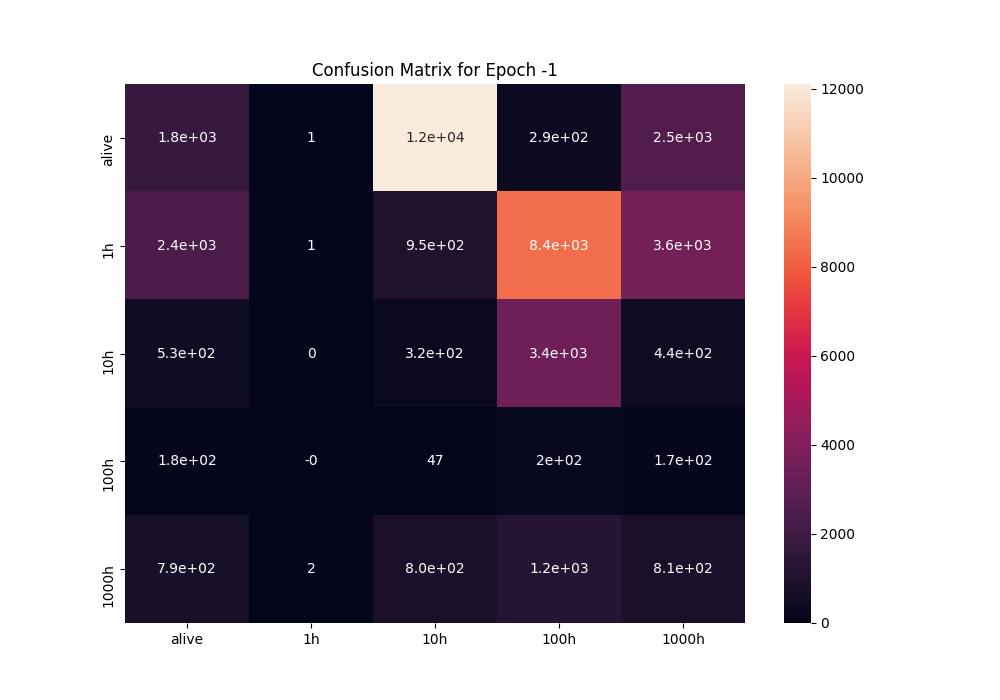 Confusion Matrix for Epoch -1
alive 1.8e+03 1 1.2e+04 2.9e+02 2.5e+03
1h 2.4e+03 1 9.5e+02 8.4e+03 3.6e+03
10h 5.3e+02 0 3.2e+02 3.4e+03 4.4e+02
100h 1.8e+02 -0 47 2e+02 1.7e+02
1000h 7.9e+02 2 8.0e+02 1.2e+03 8.1e+02
alive 1h 10h 100h 1000h
12000
10000
8000
6000
4000
2000
0